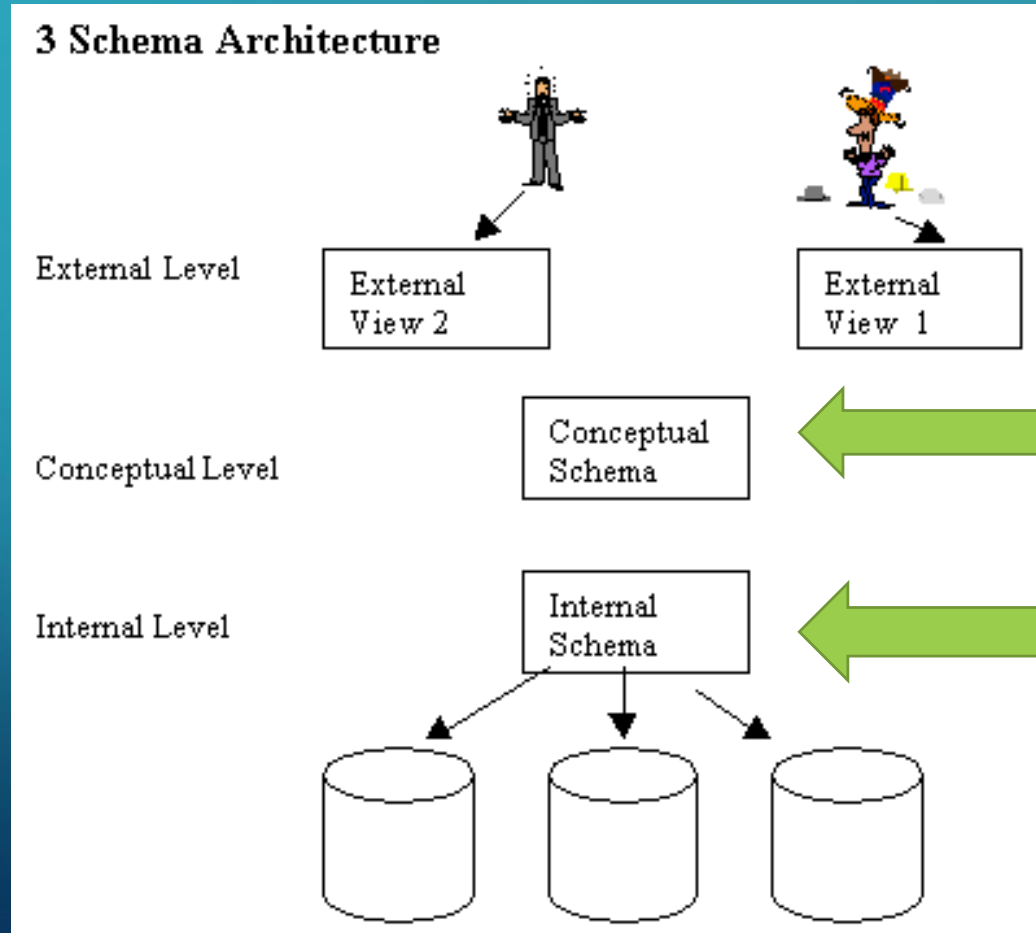 3 Schema Architecture
External Level
External
View 2
External
View 1
Conceptual Level
Conceptual
Schema
Internal Level
Internal
Schema